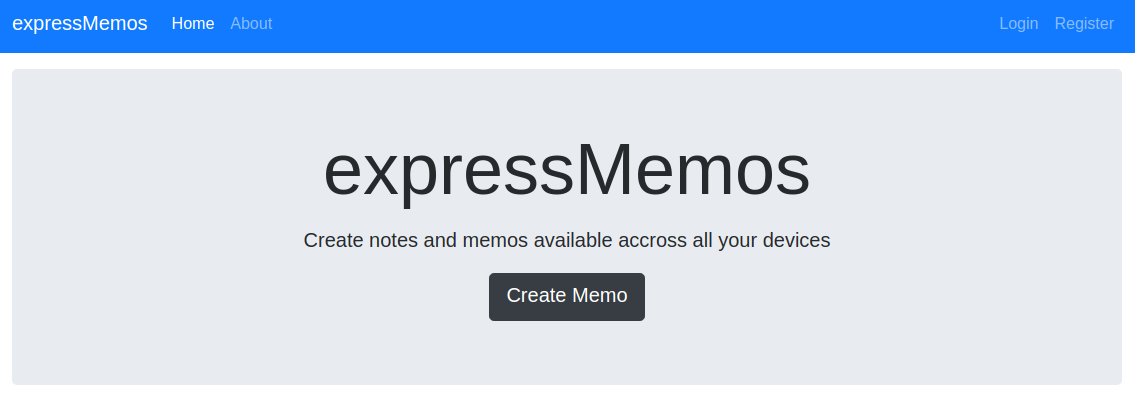 expressMemos Home About Login Register
expressMemos
Create notes and memos available accross all your devices
Create Memo